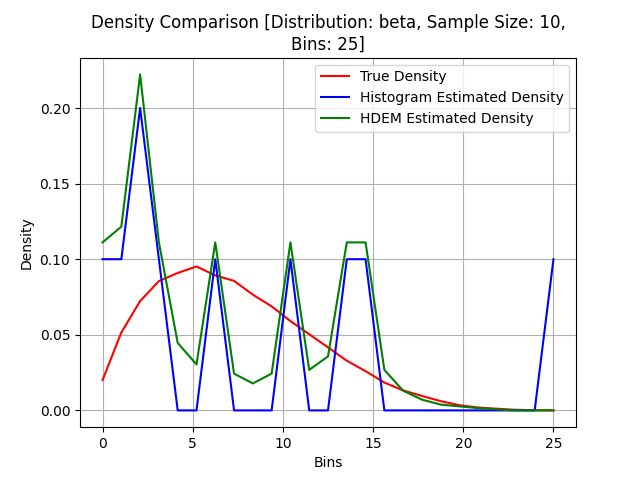 Density Comparison [Distribution: beta, Sample Size: 10,
Bins: 25]
True Density
Histogram Estimated Density
HDEM Estimated Density
Density
0.20
0.15
0.10
0.05
0.00
0
5
10
15
20
25
Bins